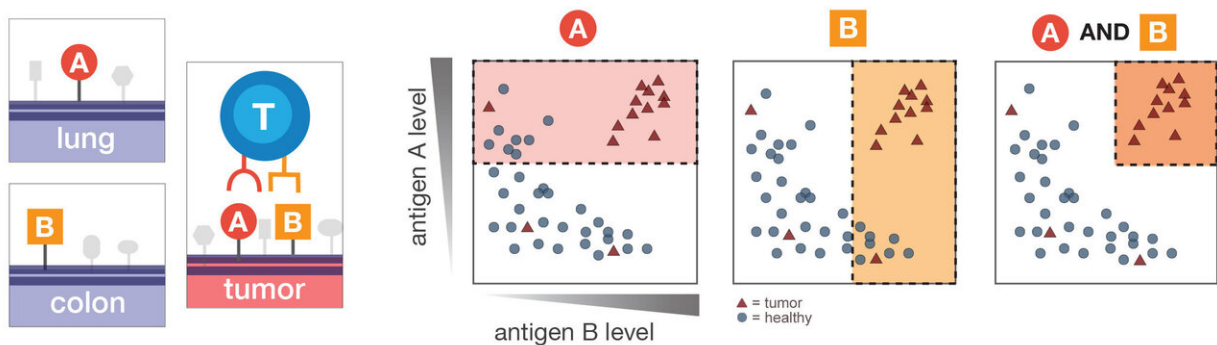 A
lung
B
colon
T
A
B
tumor
A
B
A AND B
antigen A level
antigen B level
= tumor
= healthy